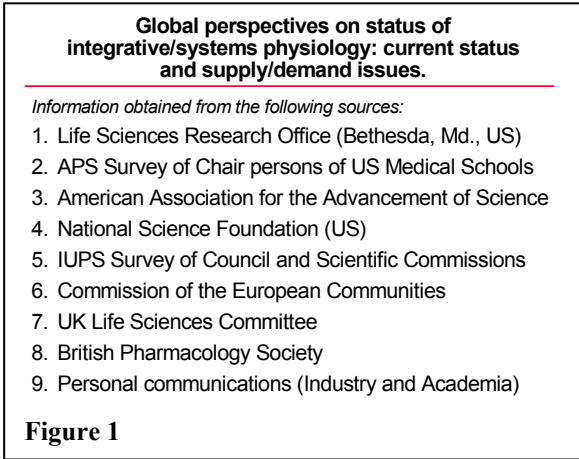 Global perspectives on status of
integrative/systems physiology: current status
and supply/demand issues.
Information obtained from the following sources:
1. Life Sciences Research Office (Bethesda, Md., US)
2. APS Survey of Chair persons of US Medical Schools
3. American Association for the Advancement of Science
4. National Science Foundation (US)
5. IUPS Survey of Council and Scientific Commissions
6. Commission of the European Communities
7. UK Life Sciences Committee
8. British Pharmacology Society
9. Personal communications (Industry and Academia)
Figure 1